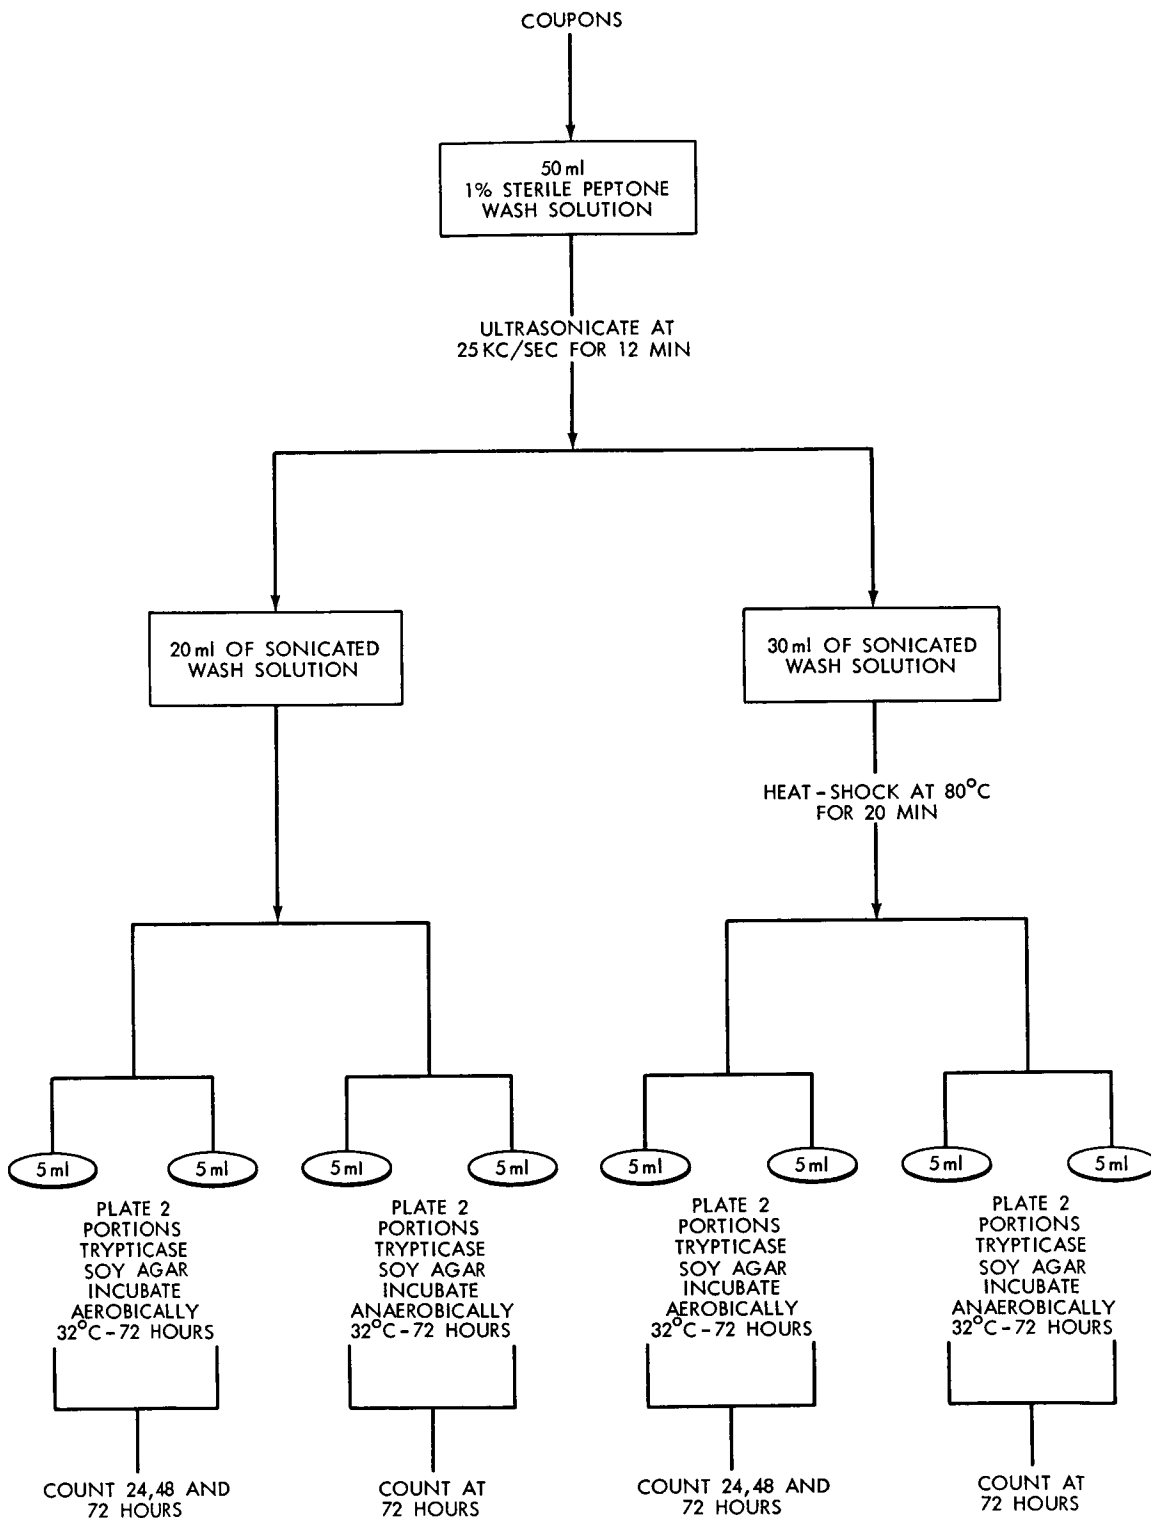 COUPONS
50 ml
1% STERILE PEPTONE
WASH SOLUTION
ULTRASONICATE AT
25 KC/SEC FOR 12 MIN
20 ml OF SONICATED
WASH SOLUTION
30 ml OF SONICATED
WASH SOLUTION
HEAT-SHOCK AT 80°C
FOR 20 MIN
5 ml
5 ml
5 ml
5 ml
5 ml
5 ml
5 ml
5 ml
PLATE 2
PORTIONS
TRYPTICASE
SOY AGAR
INCUBATE
AEROBICALLY
32°C-72 HOURS
PLATE 2
PORTIONS
TRYPTICASE
SOY AGAR
INCUBATE
ANAEROBICALLY
32°C-72 HOURS
PLATE 2
PORTIONS
TRYPTICASE
SOY AGAR
INCUBATE
AEROBICALLY
32°C-72 HOURS
PLATE 2
PORTIONS
TRYPTICASE
SOY AGAR
INCUBATE
ANAEROBICALLY
32°C-72 HOURS
COUNT 24,48 AND
72 HOURS
COUNT AT
72 HOURS
COUNT 24,48 AND
72 HOURS
COUNT AT
72 HOURS